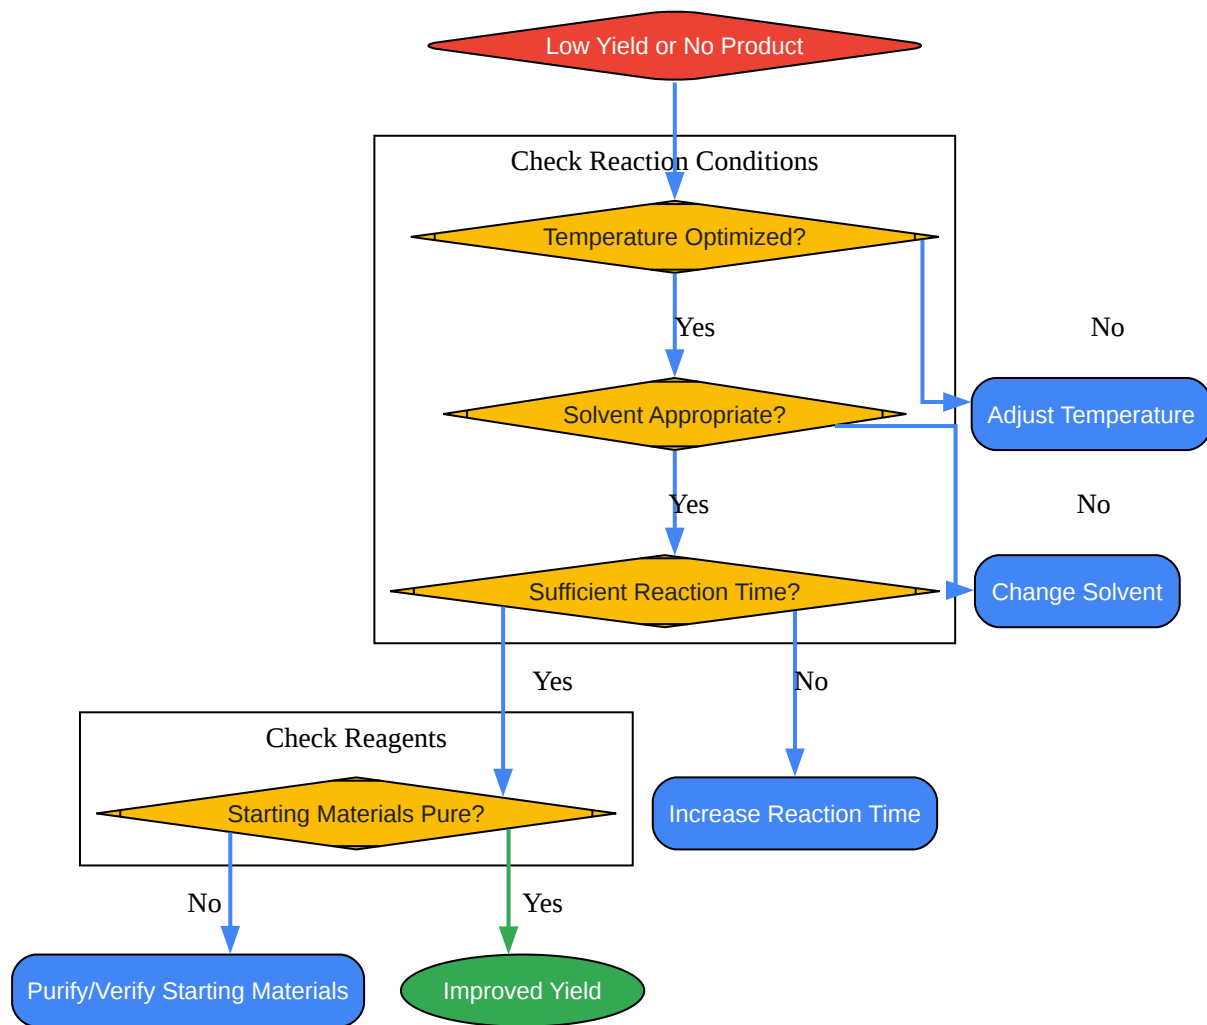 Low Yield or No Product
Check Reaction Conditions
Temperature Optimized?
Yes
No
Solvent Appropriate?
Adjust Temperature
Yes
No
Sufficient Reaction Time?
Change Solvent
Yes
No
Check Reagents
Starting Materials Pure?
Increase Reaction Time
No
Yes
Purify/Verify Starting Materials
Improved Yield